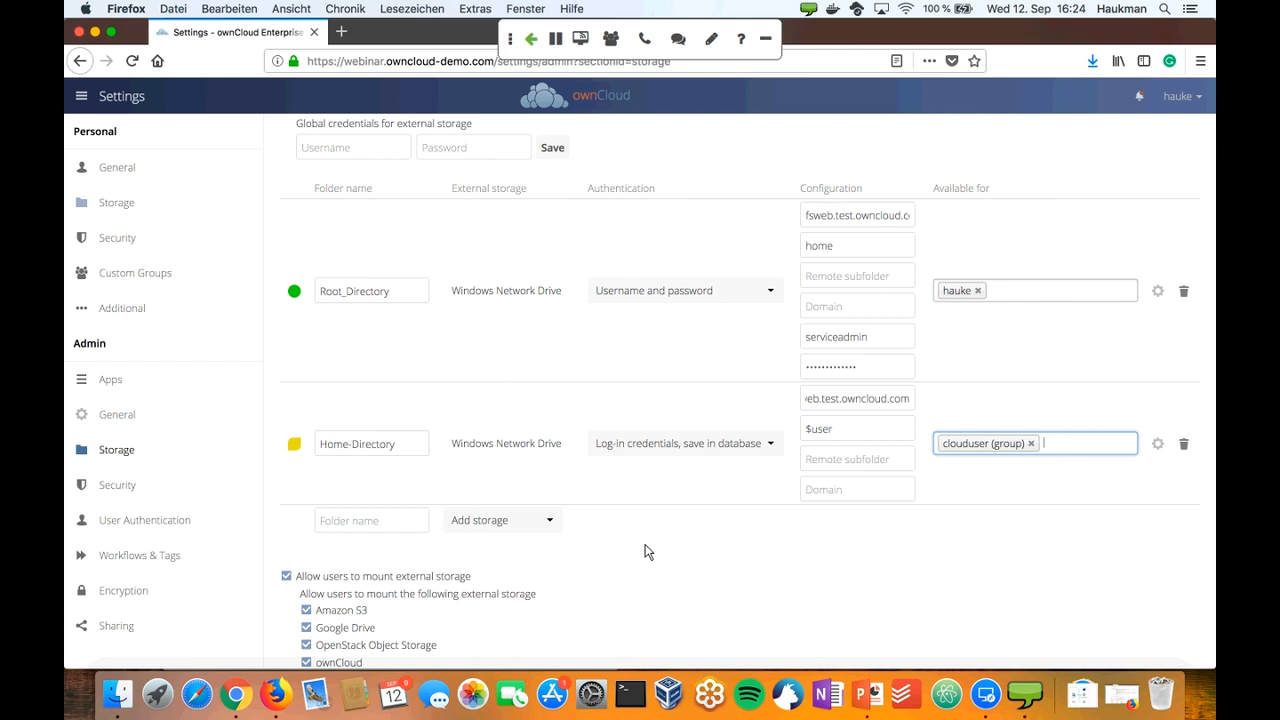 Firefox Datei Bearbeiten Ansicht Chronik Lesezeichen Extras Fenster Hilfe 100 % Wed 12. Sep 16:24 Haukman
Settings - ownCloud Enterprise
https://webinar.owncloud-demo.com/settings/admin?sectionid=storage
Settings
ownCloud
hauke
Personal
General
Storage
Security
Custom Groups
Additional
Admin
Apps
General
Storage
Security
User Authentication
Workflows & Tags
Encryption
Sharing
Global credentials for external storage
Username Password Save
Folder name External storage Authentication Configuration Available for
fsweb.test.owncloud.co
home
Remote subfolder
Root_Directory Windows Network Drive Username and password hauke ×
Domain
serviceadmin
•••••••••••••
veb.test.owncloud.com
$user
Home-Directory Windows Network Drive Log-in credentials, save in database clouduser (group) ×
Remote subfolder
Domain
Folder name Add storage
Allow users to mount external storage
Allow users to mount the following external storage
Amazon S3
Google Drive
OpenStack Object Storage
ownCloud